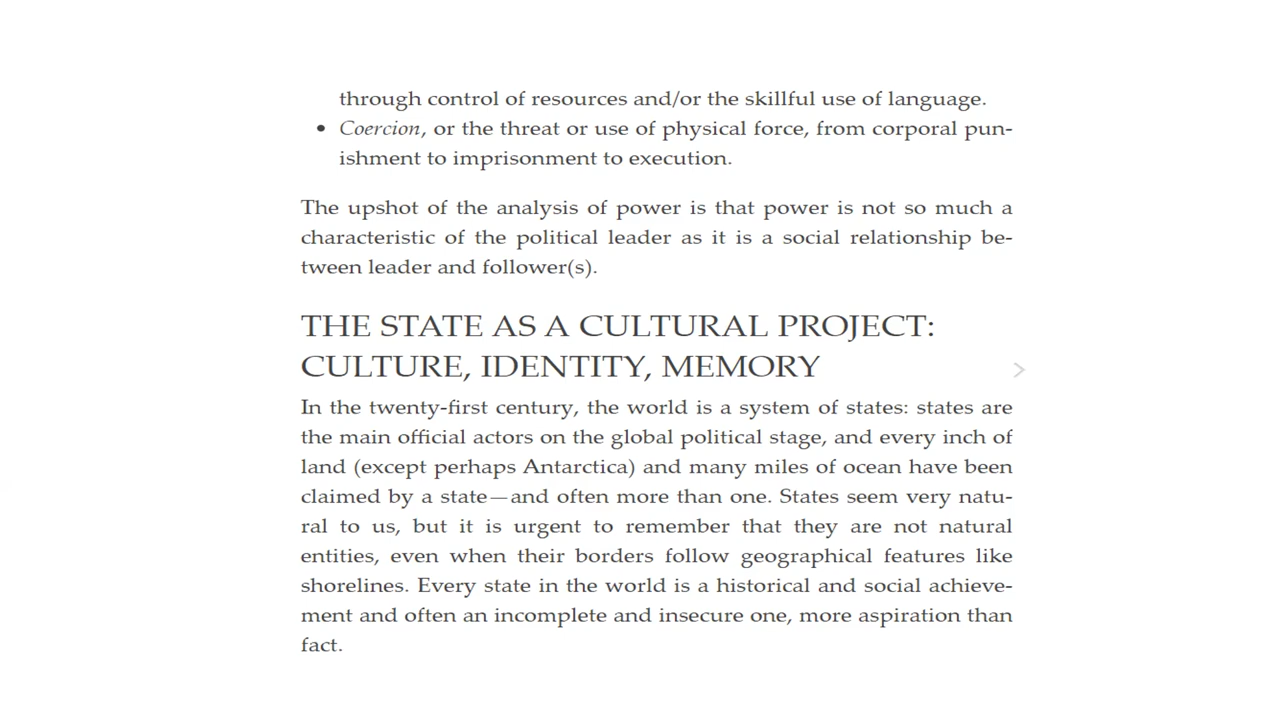 through control of resources and/or the skillful use of language.
• Coercion, or the threat or use of physical force, from corporal pun-
ishment to imprisonment to execution.
The upshot of the analysis of power is that power is not so much a
characteristic of the political leader as it is a social relationship be-
tween leader and follower(s).
THE STATE AS A CULTURAL PROJECT:
CULTURE, IDENTITY, MEMORY
In the twenty-first century, the world is a system of states: states are
the main official actors on the global political stage, and every inch of
land (except perhaps Antarctica) and many miles of ocean have been
claimed by a state—and often more than one. States seem very natu-
ral to us, but it is urgent to remember that they are not natural
entities, even when their borders follow geographical features like
shorelines. Every state in the world is a historical and social achieve-
ment and often an incomplete and insecure one, more aspiration than
fact.